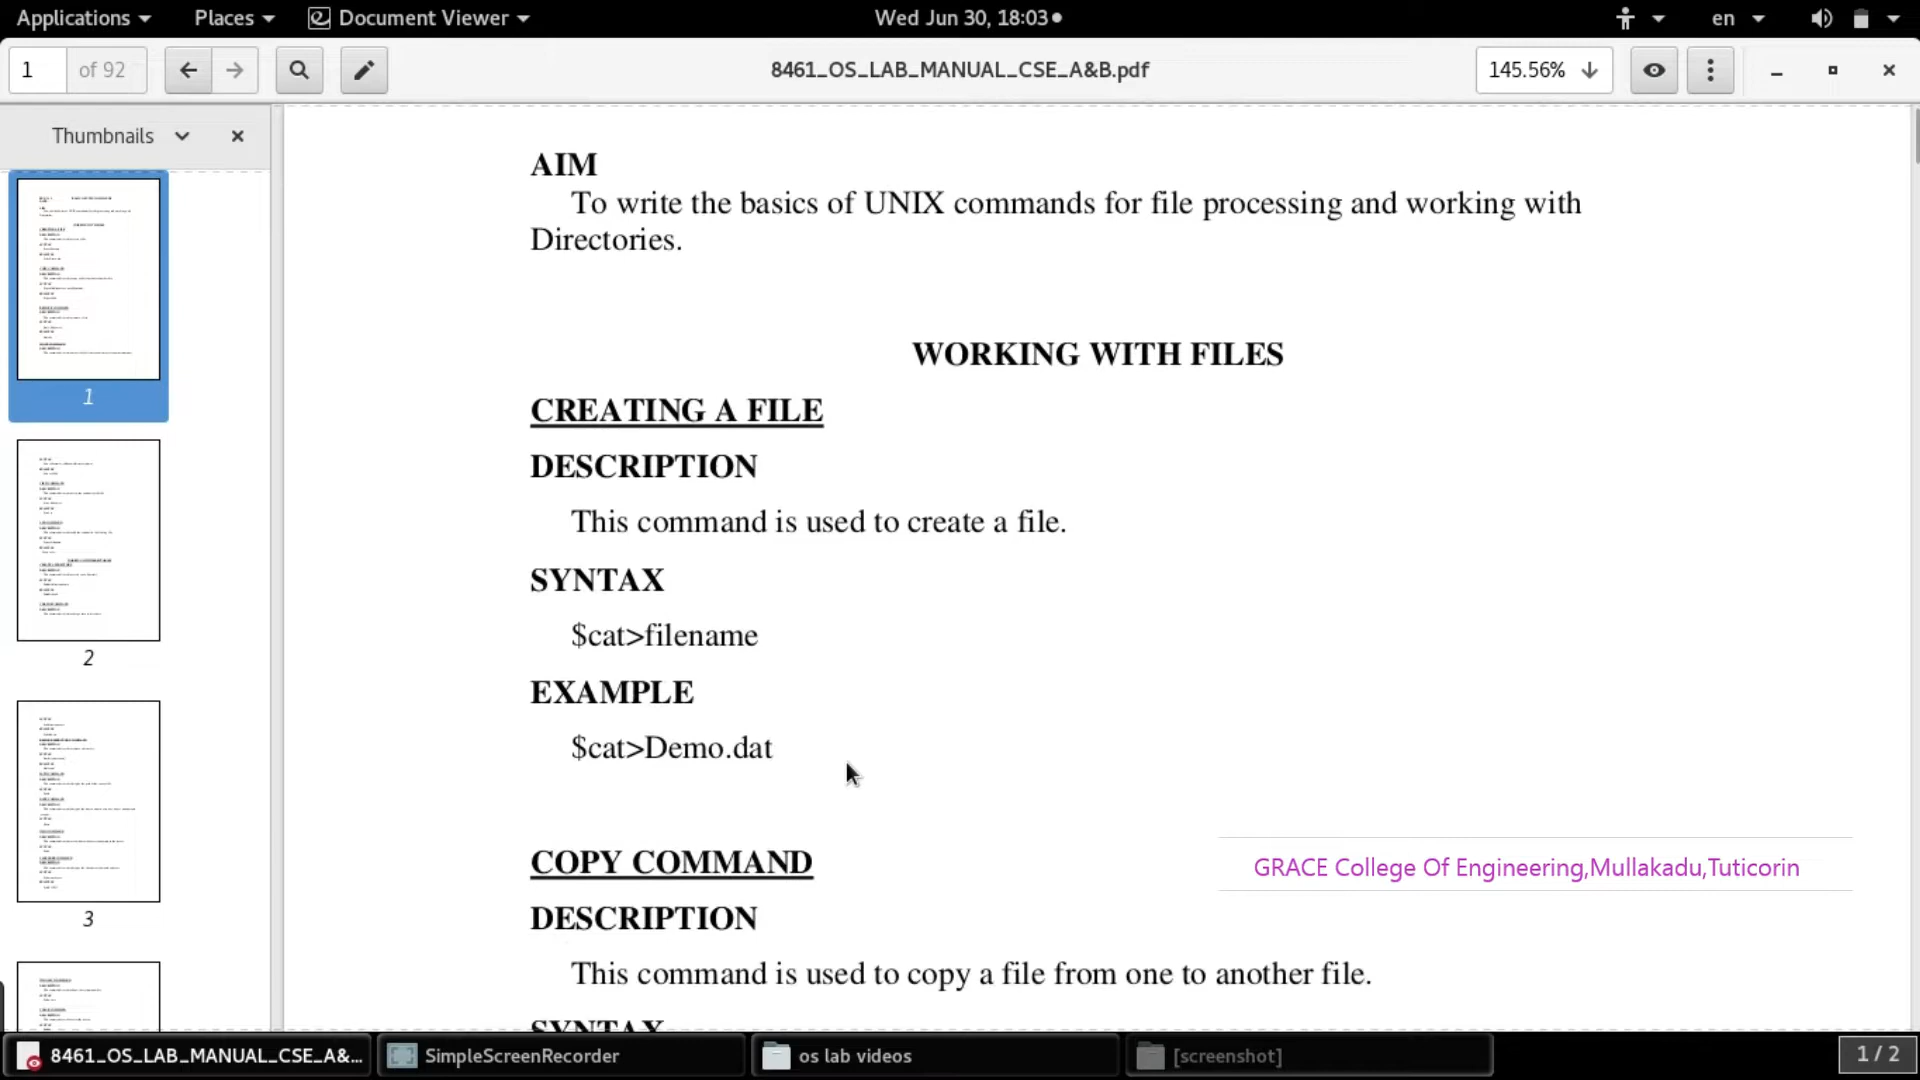 Applications Places Document Viewer Wed Jun 30, 18:03 en
1 of 92 8461_OS_LAB_MANUAL_CSE_A&B.pdf 145.56%
Thumbnails
1
2
3
AIM
To write the basics of UNIX commands for file processing and working with
Directories.
WORKING WITH FILES
CREATING A FILE
DESCRIPTION
This command is used to create a file.
SYNTAX
$cat>filename
EXAMPLE
$cat>Demo.dat
COPY COMMAND
GRACE College Of Engineering,Mullakadu,Tuticorin
DESCRIPTION
This command is used to copy a file from one to another file.
SYNTAX
8461_OS_LAB_MANUAL_CSE_A&... SimpleScreenRecorder os lab videos [screenshot] 1 / 2